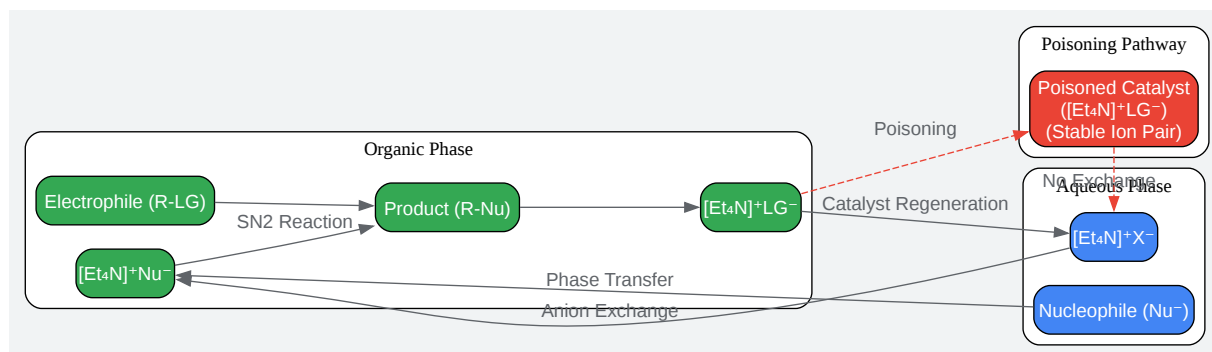 Poisoning Pathway
Poisoned Catalyst
([Et₄N]⁺LG⁻)
(Stable Ion Pair)
Poisoning
Organic Phase
Electrophile (R-LG)
Product (R-Nu)
[Et₄N]⁺LG⁻
SN2 Reaction
[Et₄N]⁺Nu⁻
Catalyst Regeneration
No Exchange
Aqueous Phase
[Et₄N]⁺X⁻
Phase Transfer
Anion Exchange
Nucleophile (Nu⁻)